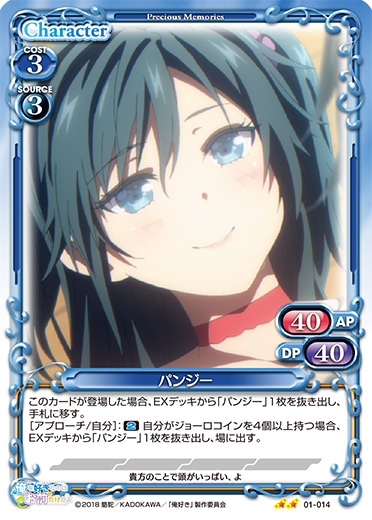 Precious Memories
Character
COST
3
SOURCE
3
40 AP
DP 40
パンジー
このカードが登場した場合、EXデッキから「パンジー」1枚を抜き出し、
手札に移す。
[アプローチ/自分]:2 自分がジョーロコインを4個以上持つ場合、
EXデッキから「パンジー」1枚を抜き出し、場に出す。
貴方のことで頭がいっぱい、よ
©2018 駱駝/KADOKAWA/「俺好き」製作委員会
01-014